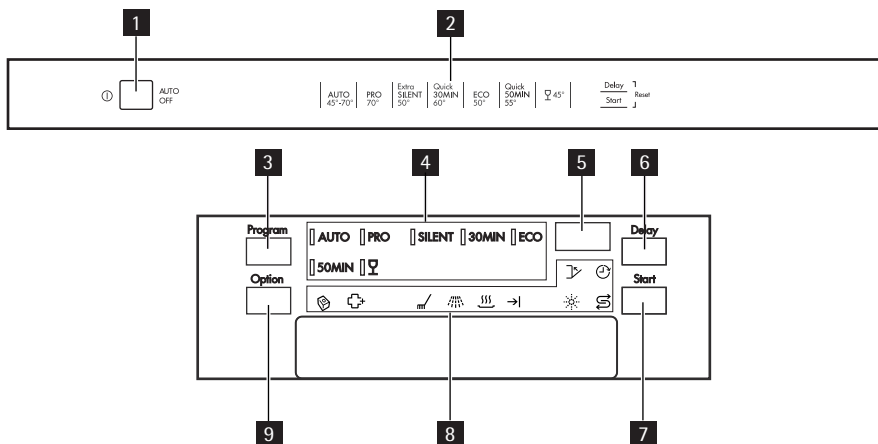 1 2
AUTO OFF
AUTO 45°-70°
PRO 70°
Extra SILENT 50°
Quick 30MIN 60°
ECO 50°
Quick 50MIN 55°
45°
Delay
Start
Reset
3 4 5 6
Program
AUTO PRO SILENT 30MIN ECO
Delay
50MIN
Option
Start
9 8 7